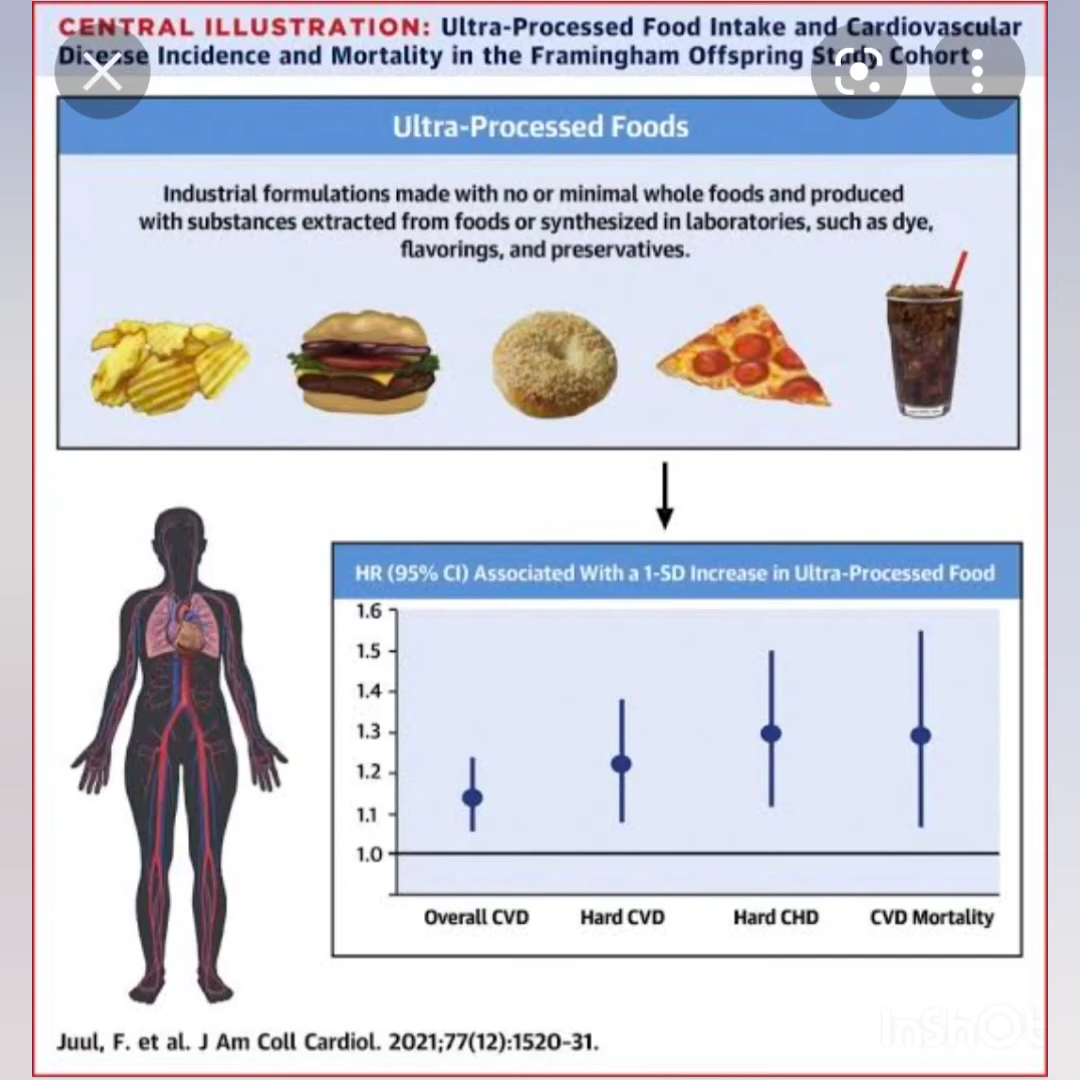 CENTRAL ILLUSTRATION: Ultra-Processed Food Intake and Cardiovascular
Disease Incidence and Mortality in the Framingham Offspring Study Cohort
Ultra-Processed Foods
Industrial formulations made with no or minimal whole foods and produced
with substances extracted from foods or synthesized in laboratories, such as dye,
flavorings, and preservatives.
HR (95% CI) Associated With a 1-SD Increase in Ultra-Processed Food
1.6
1.5
1.4
1.3
1.2
1.1
1.0
Overall CVD Hard CVD Hard CHD CVD Mortality
Juul, F. et al. J Am Coll Cardiol. 2021;77(12):1520-31.
InShOt